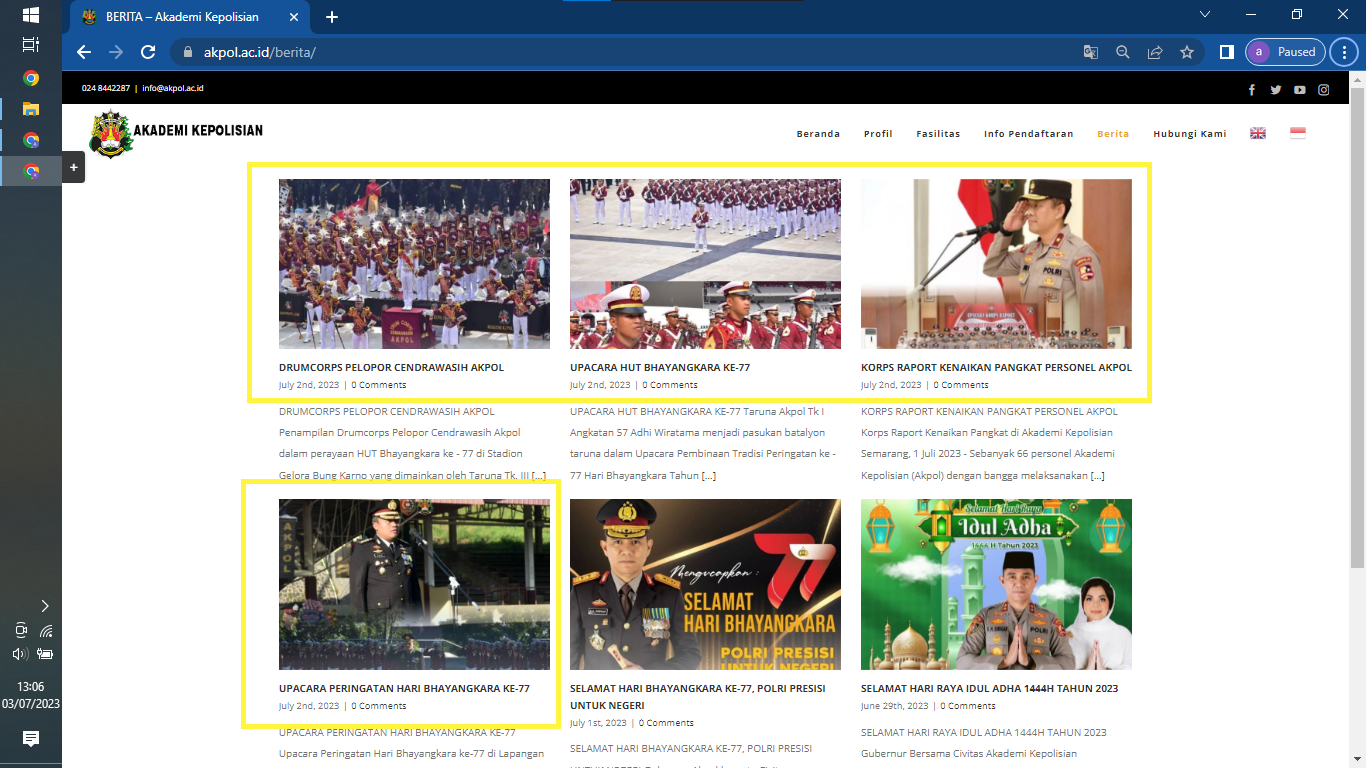 BERITA – Akademi Kepolisian
akpol.ac.id/berita/
a Paused
024 8442287 | info@akpol.ac.id
AKADEMI KEPOLISIAN
Beranda Profil Fasilitas Info Pendaftaran Berita Hubungi Kami
AKPOL
POLRI
DRUMCORPS PELOPOR CENDRAWASIH AKPOL
July 2nd, 2023 | 0 Comments
DRUMCORPS PELOPOR CENDRAWASIH AKPOL
Penampilan Drumcorps Pelopor Cendrawasih Akpol
dalam perayaan HUT Bhayangkara ke - 77 di Stadion
Gelora Bung Karno yang dimainkan oleh Taruna Tk. III [...]
UPACARA HUT BHAYANGKARA KE-77
July 2nd, 2023 | 0 Comments
UPACARA HUT BHAYANGKARA KE-77 Taruna Akpol Tk I
Angkatan 57 Adhi Wiratama menjadi pasukan batalyon
taruna dalam Upacara Pembinaan Tradisi Peringatan ke -
77 Hari Bhayangkara Tahun [...]
KORPS RAPORT KENAIKAN PANGKAT PERSONEL AKPOL
July 2nd, 2023 | 0 Comments
KORPS RAPORT KENAIKAN PANGKAT PERSONEL AKPOL
Korps Raport Kenaikan Pangkat di Akademi Kepolisian
Semarang, 1 Juli 2023 - Sebanyak 66 personel Akademi
Kepolisian (Akpol) dengan bangga melaksanakan [...]
AKPOL
UPACARA PERINGATAN HARI BHAYANGKARA KE-77
July 2nd, 2023 | 0 Comments
UPACARA PERINGATAN HARI BHAYANGKARA KE-77
Upacara Peringatan Hari Bhayangkara ke-77 di Lapangan
77
Mengucapkan :
SELAMAT
HARI BHAYANGKARA
POLRI PRESISI
UNTUK NEGERI
SELAMAT HARI BHAYANGKARA KE-77, POLRI PRESISI
UNTUK NEGERI
July 1st, 2023 | 0 Comments
SELAMAT HARI BHAYANGKARA KE-77, POLRI PRESISI
Selamat Hari Raya
Idul Adha
1444 H Tahun 2023
SELAMAT HARI RAYA IDUL ADHA 1444H TAHUN 2023
June 29th, 2023 | 0 Comments
SELAMAT HARI RAYA IDUL ADHA 1444H TAHUN 2023
Gubernur Bersama Civitas Akademi Kepolisian
13:06
03/07/2023